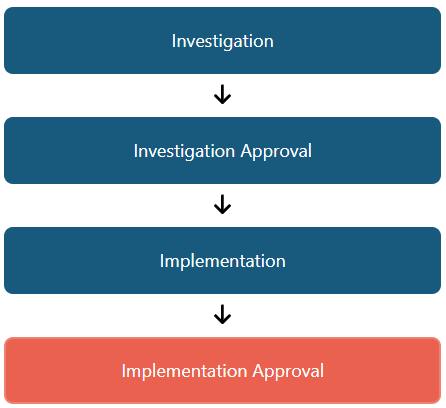 Investigation
Investigation Approval
Implementation
Implementation Approval